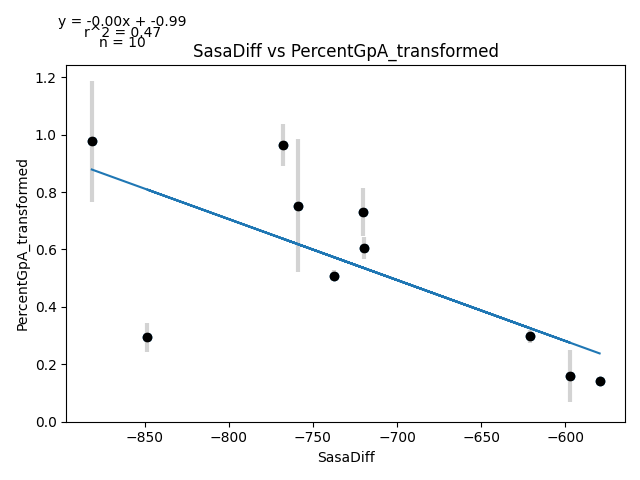 y = -0.00x + -0.99
r^2 = 0.47
n = 10
SasaDiff vs PercentGpA_transformed
1.2
1.0
0.8
0.6
0.4
0.2
0.0
PercentGpA_transformed
−850
−800
−750
−700
−650
−600
SasaDiff